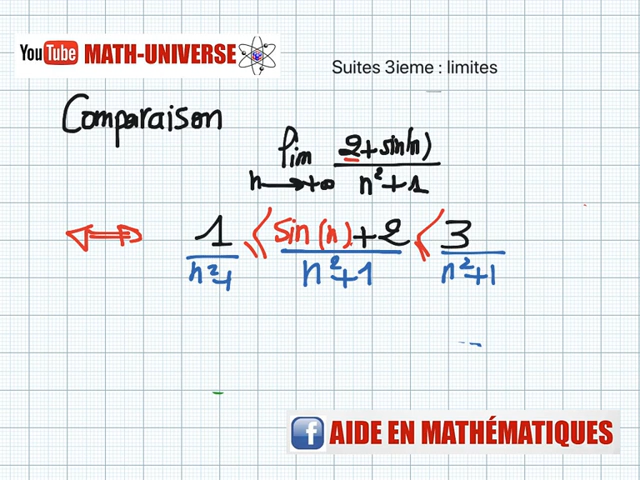 YouTube MATH-UNIVERSE
Suites 3ieme : limites
Comparaison
lim 2+sin(n)
n→+∞ n²+1
⟺ 1 ⩽ sin(n)+2 ⩽ 3
n²+1 n²+1 n²+1
f AIDE EN MATHÉMATIQUES